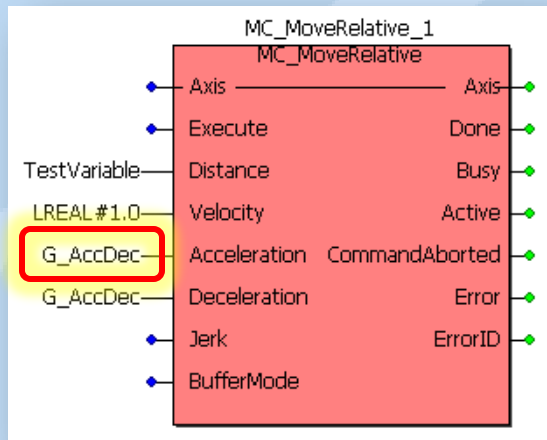 MC_MoveRelative_1
MC_MoveRelative
Axis Axis
Execute Done
TestVariable Distance Busy
LREAL#1.0 Velocity Active
G_AccDec Acceleration CommandAborted
G_AccDec Deceleration Error
Jerk ErrorID
BufferMode